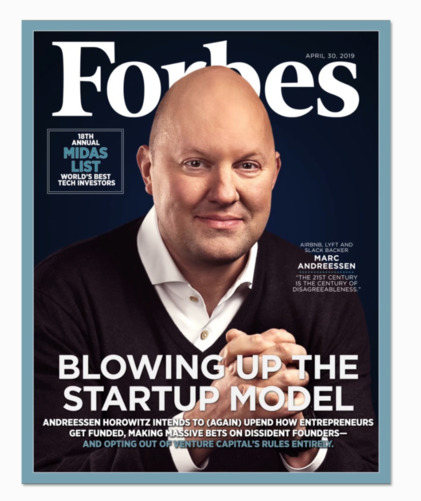 Forbes
APRIL 30, 2019
18TH
ANNUAL
MIDAS
LIST
WORLD'S BEST
TECH INVESTORS
AIRBNB, LYFT AND
SLACK BACKER
MARC
ANDREESSEN
"THE 21ST CENTURY
IS THE CENTURY OF
DISAGREEABLENESS."
BLOWING UP THE
STARTUP MODEL
ANDREESSEN HOROWITZ INTENDS TO (AGAIN) UPEND HOW ENTREPRENEURS
GET FUNDED, MAKING MASSIVE BETS ON DISSIDENT FOUNDERS—
AND OPTING OUT OF VENTURE CAPITAL'S RULES ENTIRELY.